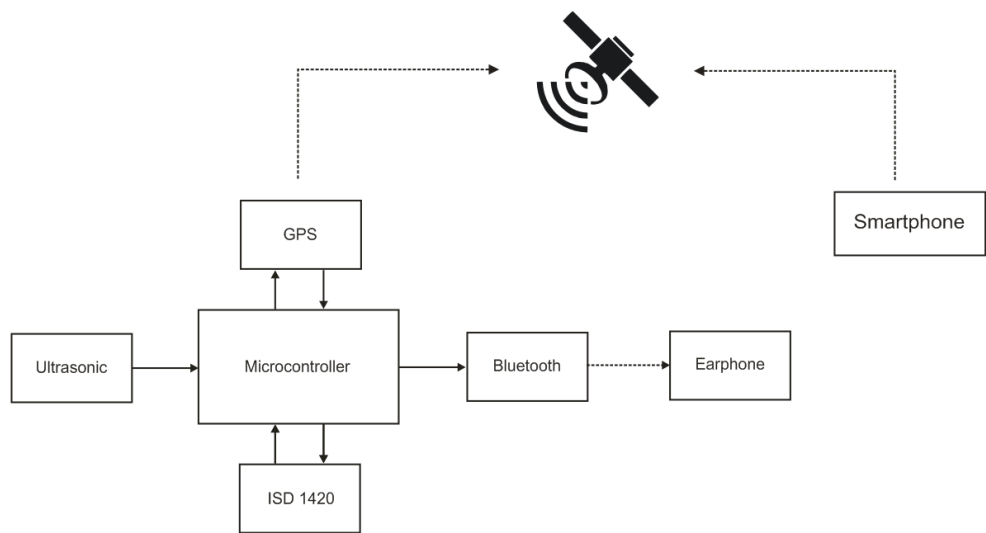 GPS
Smartphone
Ultrasonic
Microcontroller
Bluetooth
Earphone
ISD 1420